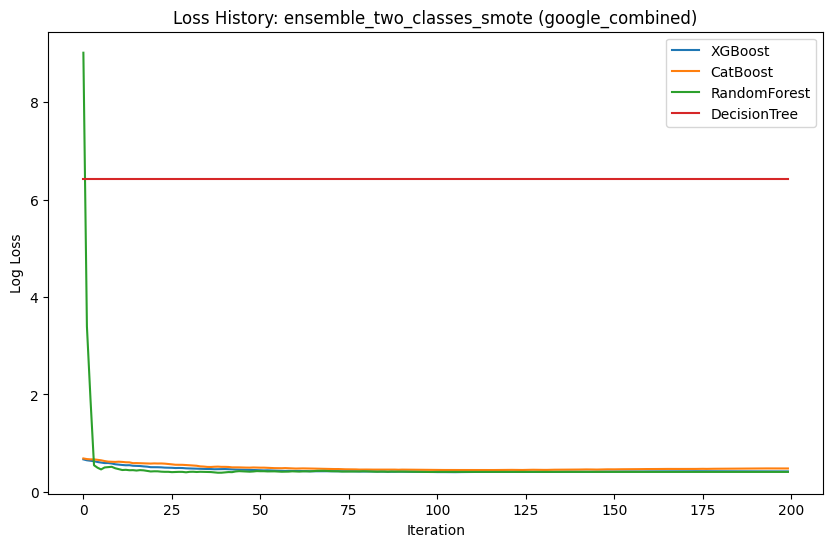 Loss History: ensemble_two_classes_smote (google_combined)
XGBoost
CatBoost
RandomForest
DecisionTree
Log Loss
8
6
4
2
0
0 25 50 75 100 125 150 175 200
Iteration